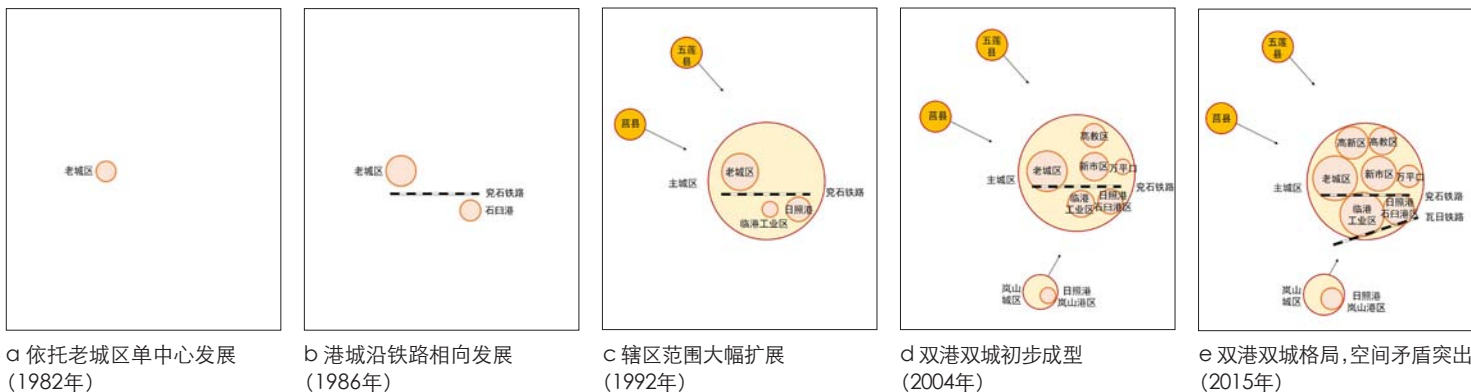 老城区
a 依托老城区单中心发展
(1982年)
老城区
兖石铁路
石臼港
b 港城沿铁路相向发展
(1986年)
五莲
县
莒县
老城区
主城区
兖石铁路
日照港
临港工业区
c 辖区范围大幅扩展
(1992年)
五莲
县
莒县
高教区
老城区
新市区
万平口
主城区
兖石铁路
临港
工业区
日照港
石臼港区
岚山
城区
日照港
岚山港区
d 双港双城初步成型
(2004年)
五莲
县
莒县
高新区
高教区
老城区
新市区
万平口
主城区
兖石铁路
临港
工业区
日照港
石臼港区
瓦日铁路
岚山
城区
日照港
岚山港区
e 双港双城格局,空间矛盾突出
(2015年)